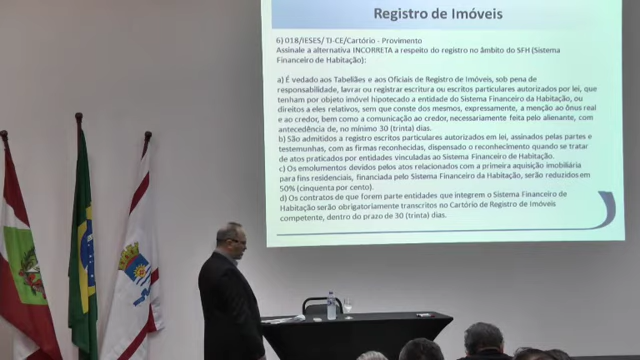 Registro de Imóveis
6) 018/IESES/ TJ-CE/Cartório - Provimento
Assinale a alternativa INCORRETA a respeito do registro no âmbito do SFH (Sistema
Financeiro de Habitação):
a) É vedado aos Tabeliães e aos Oficiais de Registro de Imóveis, sob pena de
responsabilidade, lavrar ou registrar escritura ou escritos particulares autorizados por lei, que
tenham por objeto imóvel hipotecado a entidade do Sistema Financeiro da Habitação, ou
direitos a eles relativos, sem que conste dos mesmos, expressamente, a menção ao ônus real
e ao credor, bem como a comunicação ao credor, necessariamente feita pelo alienante, com
antecedência de, no mínimo 30 (trinta) dias.
b) São admitidos a registro escritos particulares autorizados em lei, assinados pelas partes e
testemunhas, com as firmas reconhecidas, dispensado o reconhecimento quando se tratar
de atos praticados por entidades vinculadas ao Sistema Financeiro de Habitação.
c) Os emolumentos devidos pelos atos relacionados com a primeira aquisição imobiliária
para fins residenciais, financiada pelo Sistema Financeiro da Habitação, serão reduzidos em
50% (cinquenta por cento).
d) Os contratos de que forem parte entidades que integrem o Sistema Financeiro de
Habitação serão obrigatoriamente transcritos no Cartório de Registro de Imóveis
competente, dentro do prazo de 30 (trinta) dias.